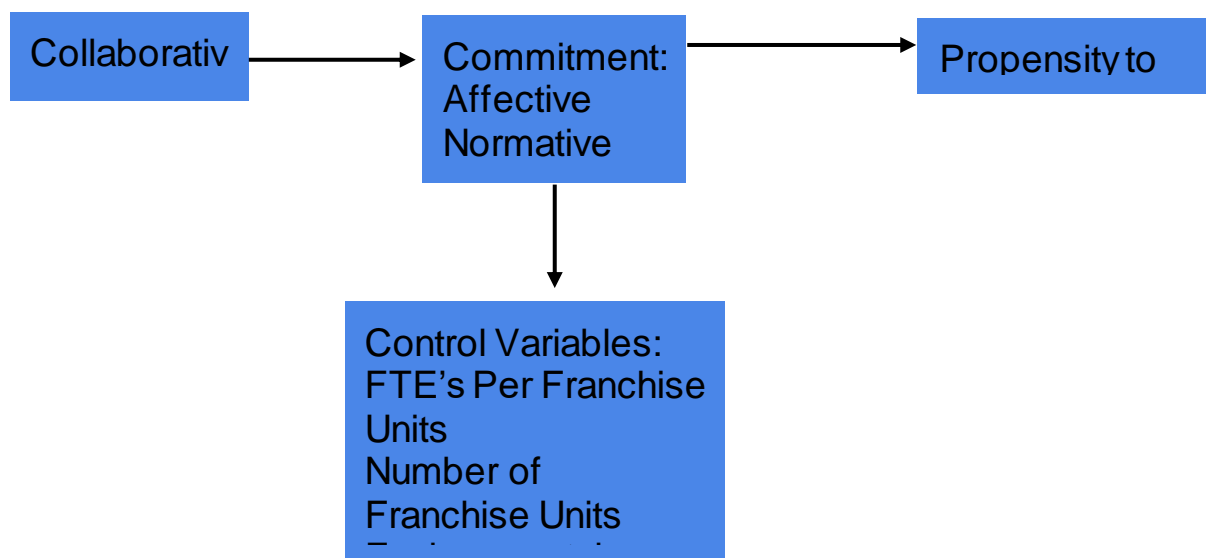 Collaborativ
Commitment:
Affective
Normative
Propensity to
Control Variables:
FTE's Per Franchise
Units
Number of
Franchise Units